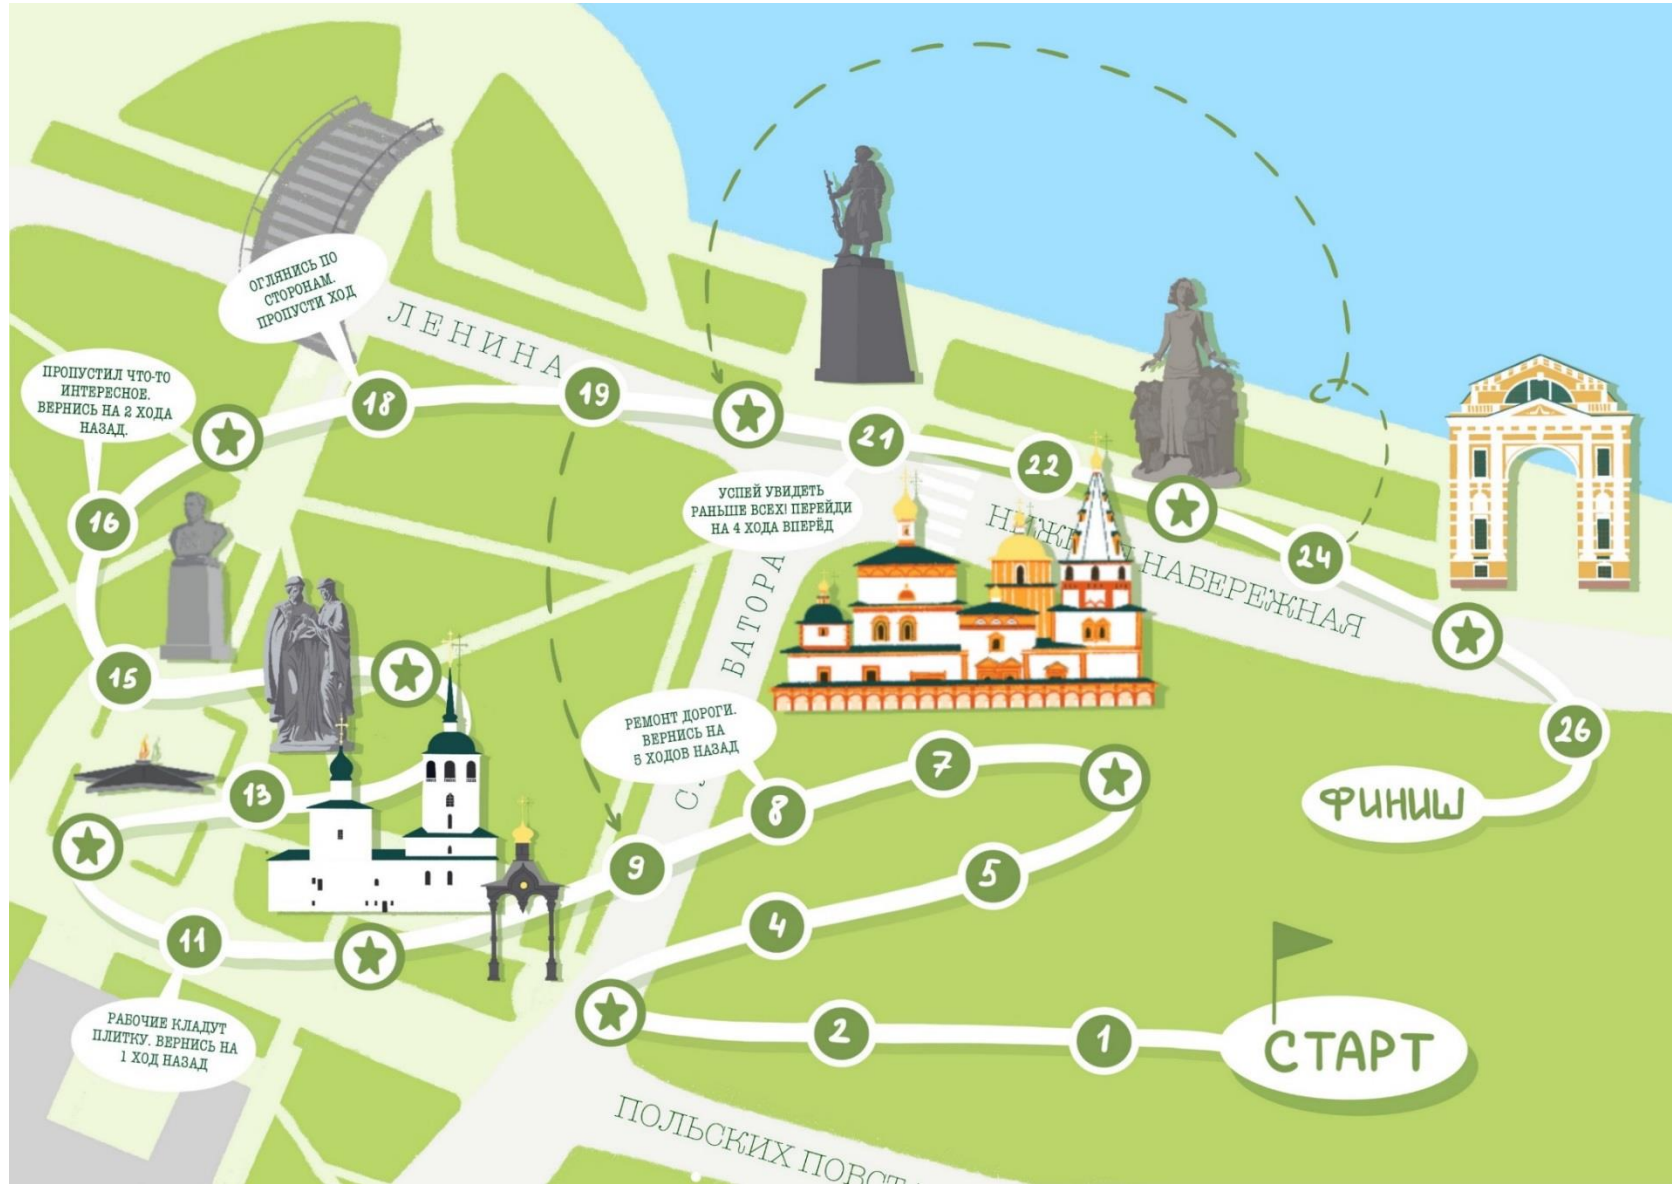 ОГЛЯНИСЬ ПО
СТОРОНАМ.
ПРОПУСТИ ХОД
ЛЕНИНА
ПРОПУСТИЛ ЧТО-ТО
ИНТЕРЕСНОЕ.
ВЕРНИСЬ НА 2 ХОДА
НАЗАД.
18
19
21
22
УСПЕЙ УВИДЕТЬ
РАНЬШЕ ВСЕХ! ПЕРЕЙДИ
НА 4 ХОДА ВПЕРЁД
16
24
НАБЕРЕЖНАЯ
БАТОРА
15
РЕМОНТ ДОРОГИ.
ВЕРНИСЬ НА
5 ХОДОВ НАЗАД
26
7
13
8
ФИНИШ
9
5
4
11
РАБОЧИЕ КЛАДУТ
ПЛИТКУ. ВЕРНИСЬ НА
1 ХОД НАЗАД
2
1
СТАРТ
ПОЛЬСКИХ